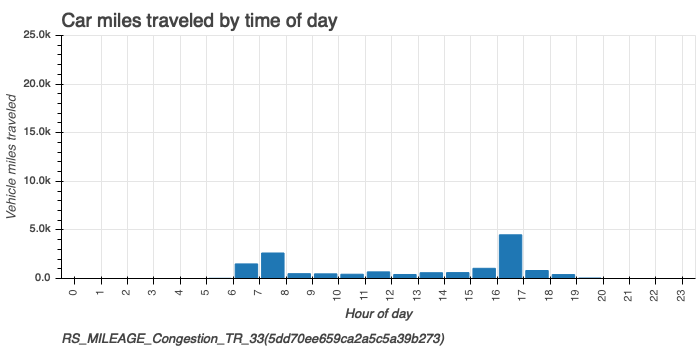 Car miles traveled by time of day
25.0k
20.0k
15.0k
10.0k
5.0k
0.0
Vehicle miles traveled
0 1 2 3 4 5 6 7 8 9 10 11 12 13 14 15 16 17 18 19 20 21 22 23
Hour of day
RS_MILEAGE_Congestion_TR_33(5dd70ee659ca2a5c5a39b273)